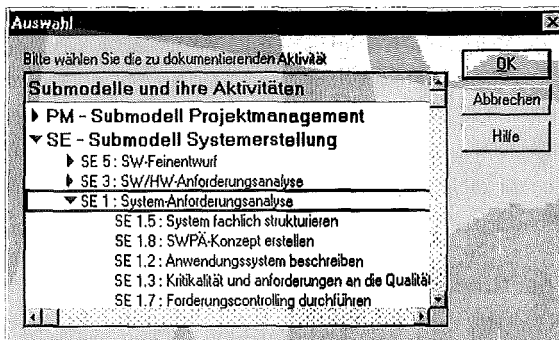 Auswahl
Bitte wählen Sie die zu dokumentierenden Aktivität
OK
Abbrechen
Hilfe
Submodelle und ihre Aktivitäten
PM - Submodell Projektmanagement
SE - Submodell Systemerstellung
SE 5 : SW-Feinentwurf
SE 3 : SW/HW-Anforderungsanalyse
SE 1 : System-Anforderungsanalyse
SE 1.5 : System fachlich strukturieren
SE 1.8 : SWPÄ-Konzept erstellen
SE 1.2 : Anwendungssystem beschreiben
SE 1.3 : Kritikalität und anforderungen an die Qualität
SE 1.7 : Forderungscontrolling durchführen